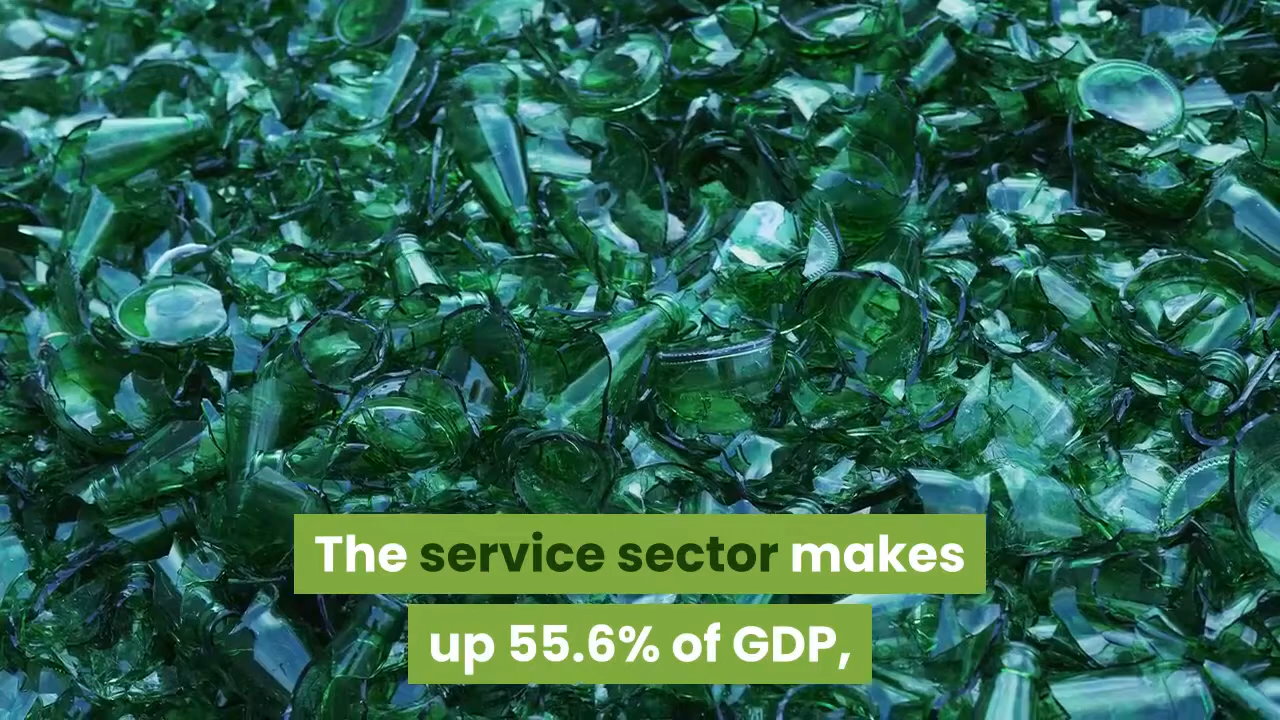 The service sector makes
up 55.6% of GDP,